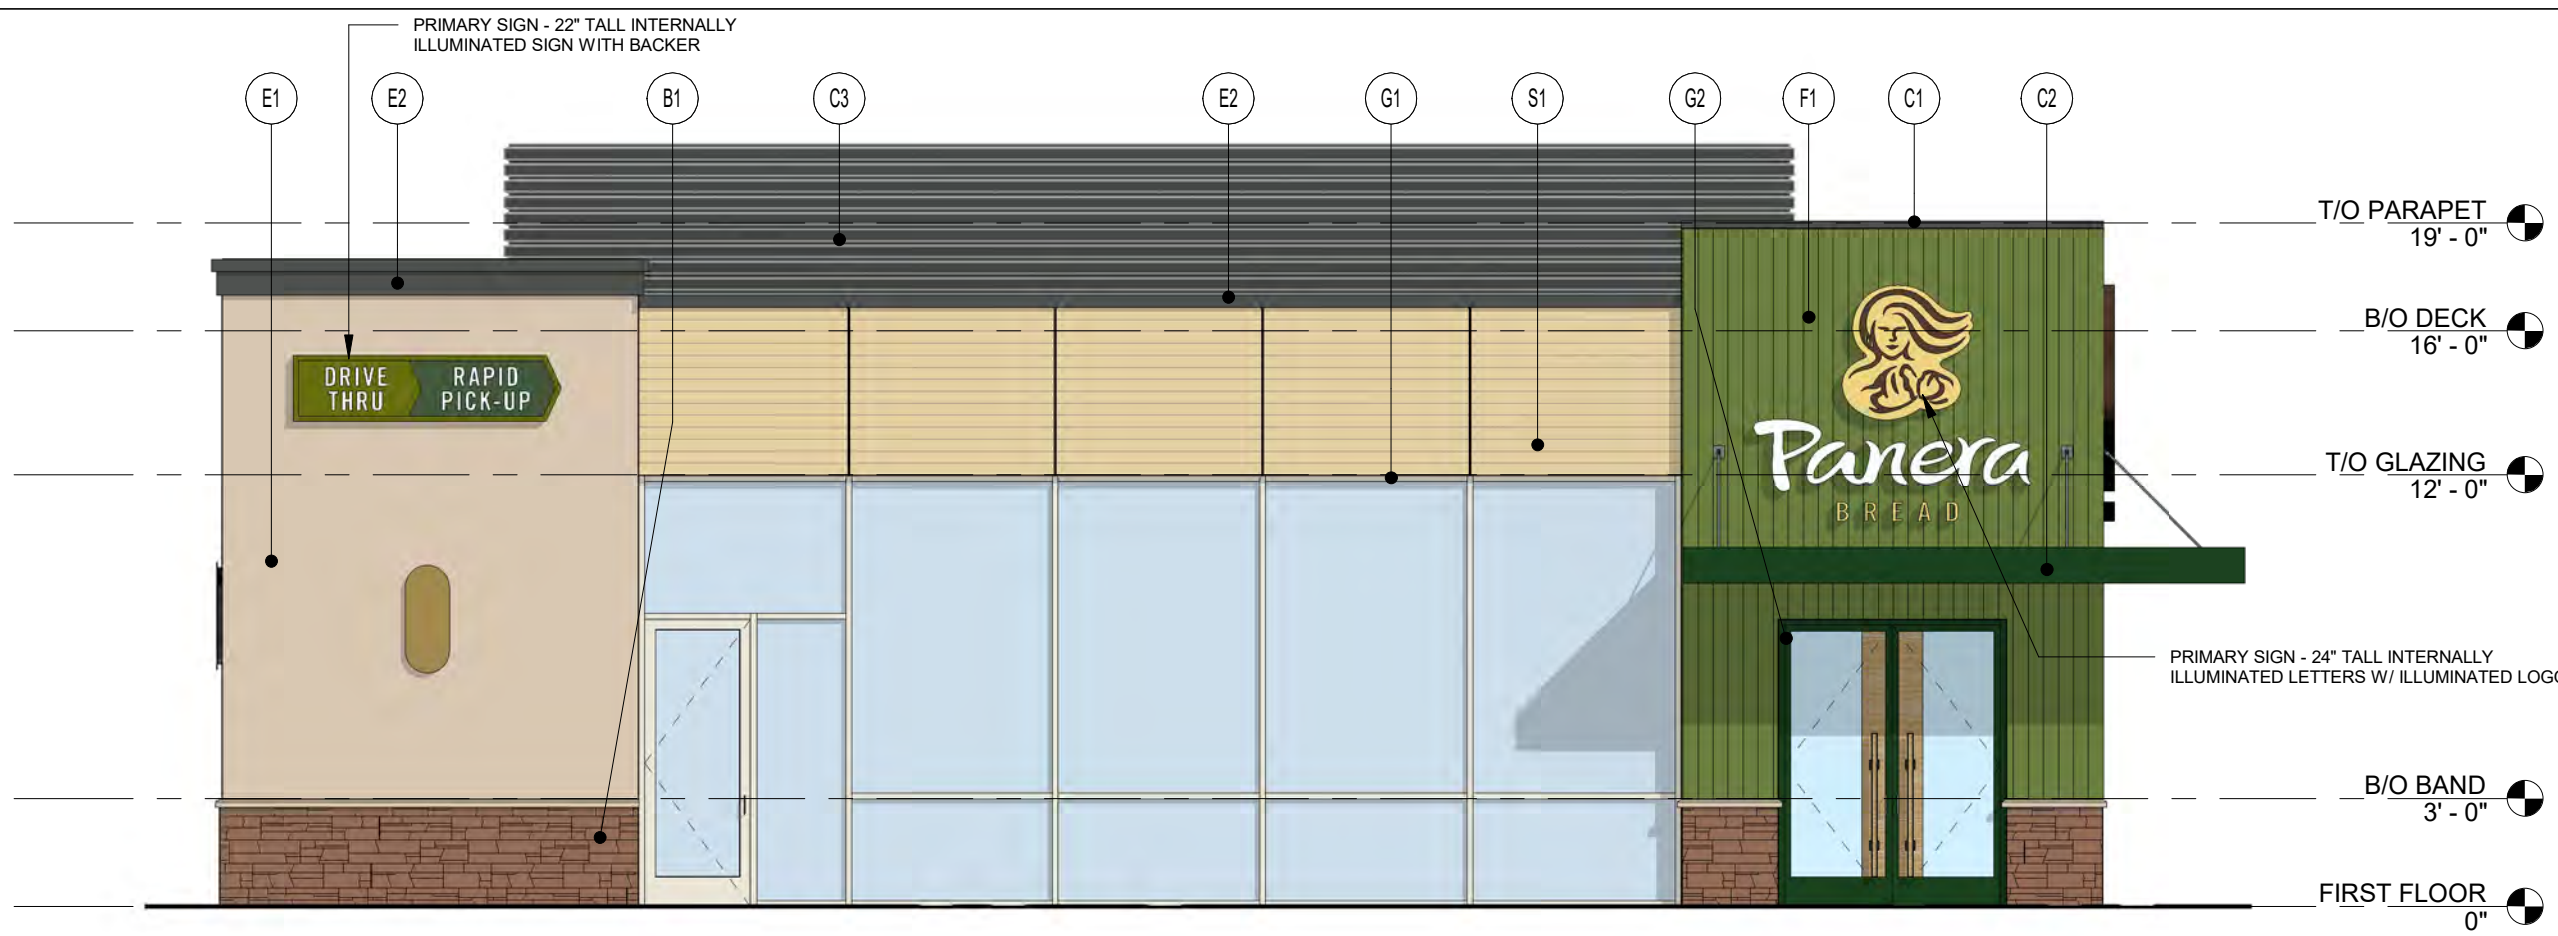 PRIMARY SIGN - 22" TALL INTERNALLY
ILLUMINATED SIGN WITH BACKER
E1
E2
B1
C3
E2
G1
S1
G2
F1
C1
C2
T/O PARAPET
19' - 0"
B/O DECK
16' - 0"
DRIVE
THRU
RAPID
PICK-UP
Panera
BREAD
T/O GLAZING
12' - 0"
PRIMARY SIGN - 24" TALL INTERNALLY
ILLUMINATED LETTERS W/ ILLUMINATED LOGO
B/O BAND
3' - 0"
FIRST FLOOR
0"